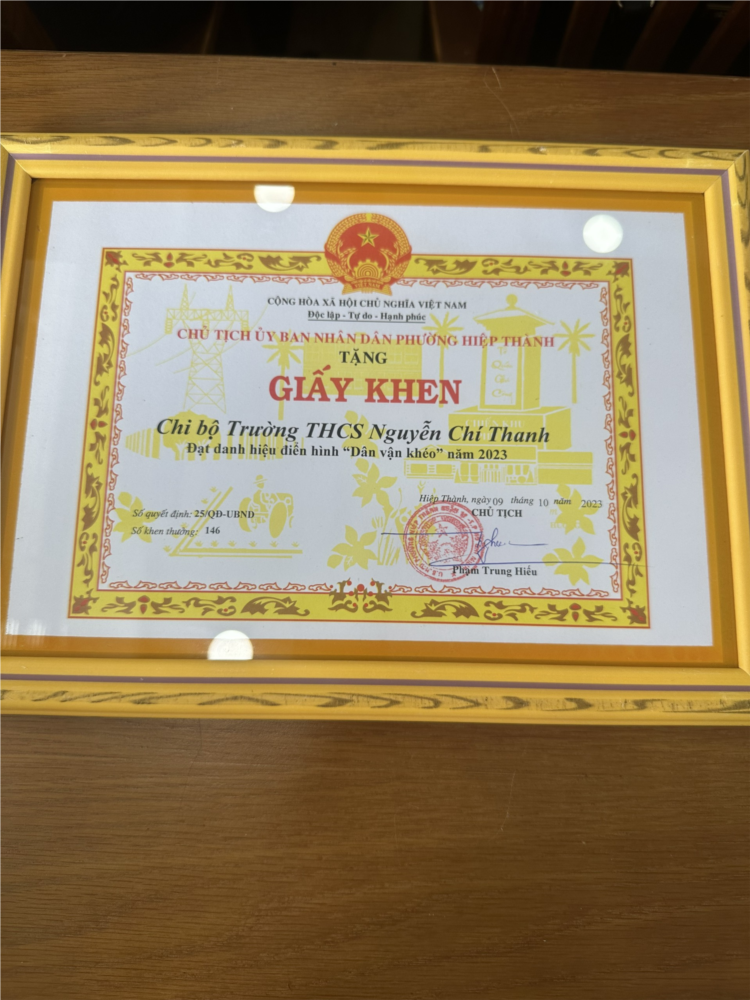 CỘNG HÒA XÃ HỘI CHỦ NGHĨA VIỆT NAM
Độc lập - Tự do - Hạnh phúc
CHỦ TỊCH ỦY BAN NHÂN DÂN PHƯỜNG HIỆP THÀNH
TẶNG
GIẤY KHEN
Chi bộ Trường THCS Nguyễn Chí Thanh
Đạt danh hiệu điển hình “Dân vận khéo” năm 2023
Hiệp Thành, ngày 09 tháng 10 năm 2023
CHỦ TỊCH
Số quyết định: 25/QĐ-UBND
Số khen thưởng: 146
Phạm Trung Hiếu